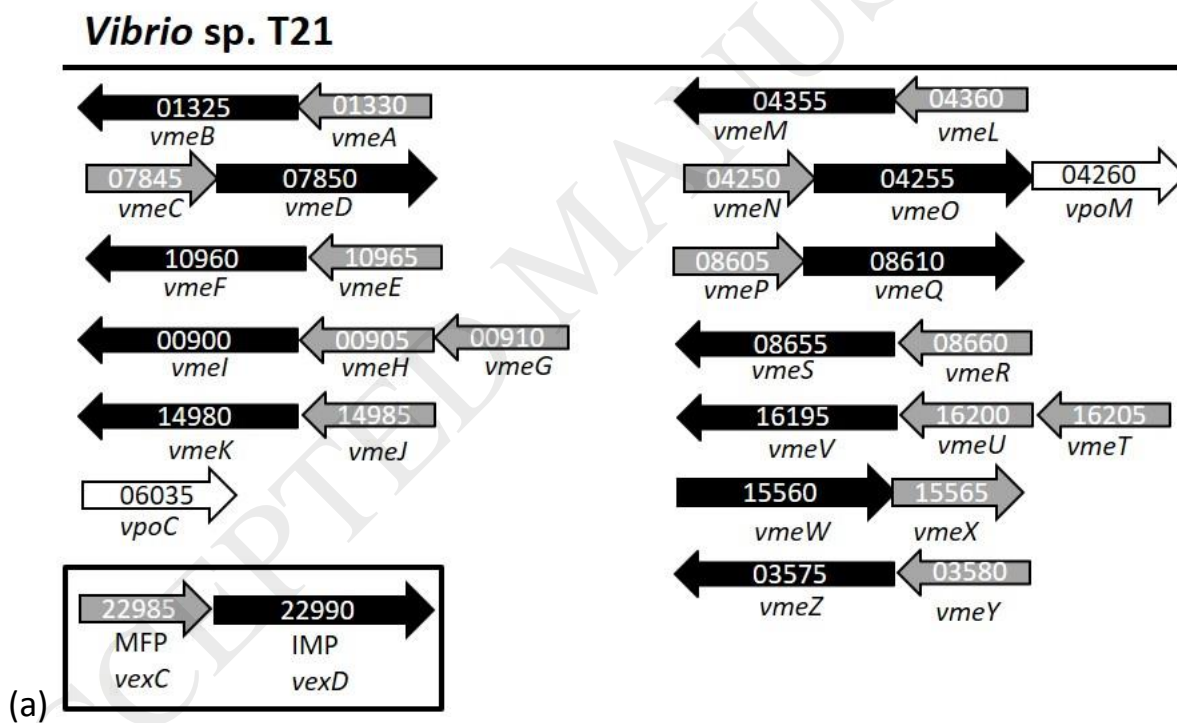 Vibrio sp. T21
01325 01330
vmeB vmeA
07845 07850
vmeC vmeD
10960 10965
vmeF vmeE
00900 00905 00910
vmeI vmeH vmeG
14980 14985
vmeK vmeJ
06035
vpoC
22985 22990
MFP IMP
vexC vexD
04355 04360
vmeM vmeL
04250 04255 04260
vmeN vmeO vpoM
08605 08610
vmeP vmeQ
08655 08660
vmeS vmeR
16195 16200 16205
vmeV vmeU vmeT
15560 15565
vmeW vmeX
03575 03580
vmeZ vmeY
(a)
CCEPTED MANUS